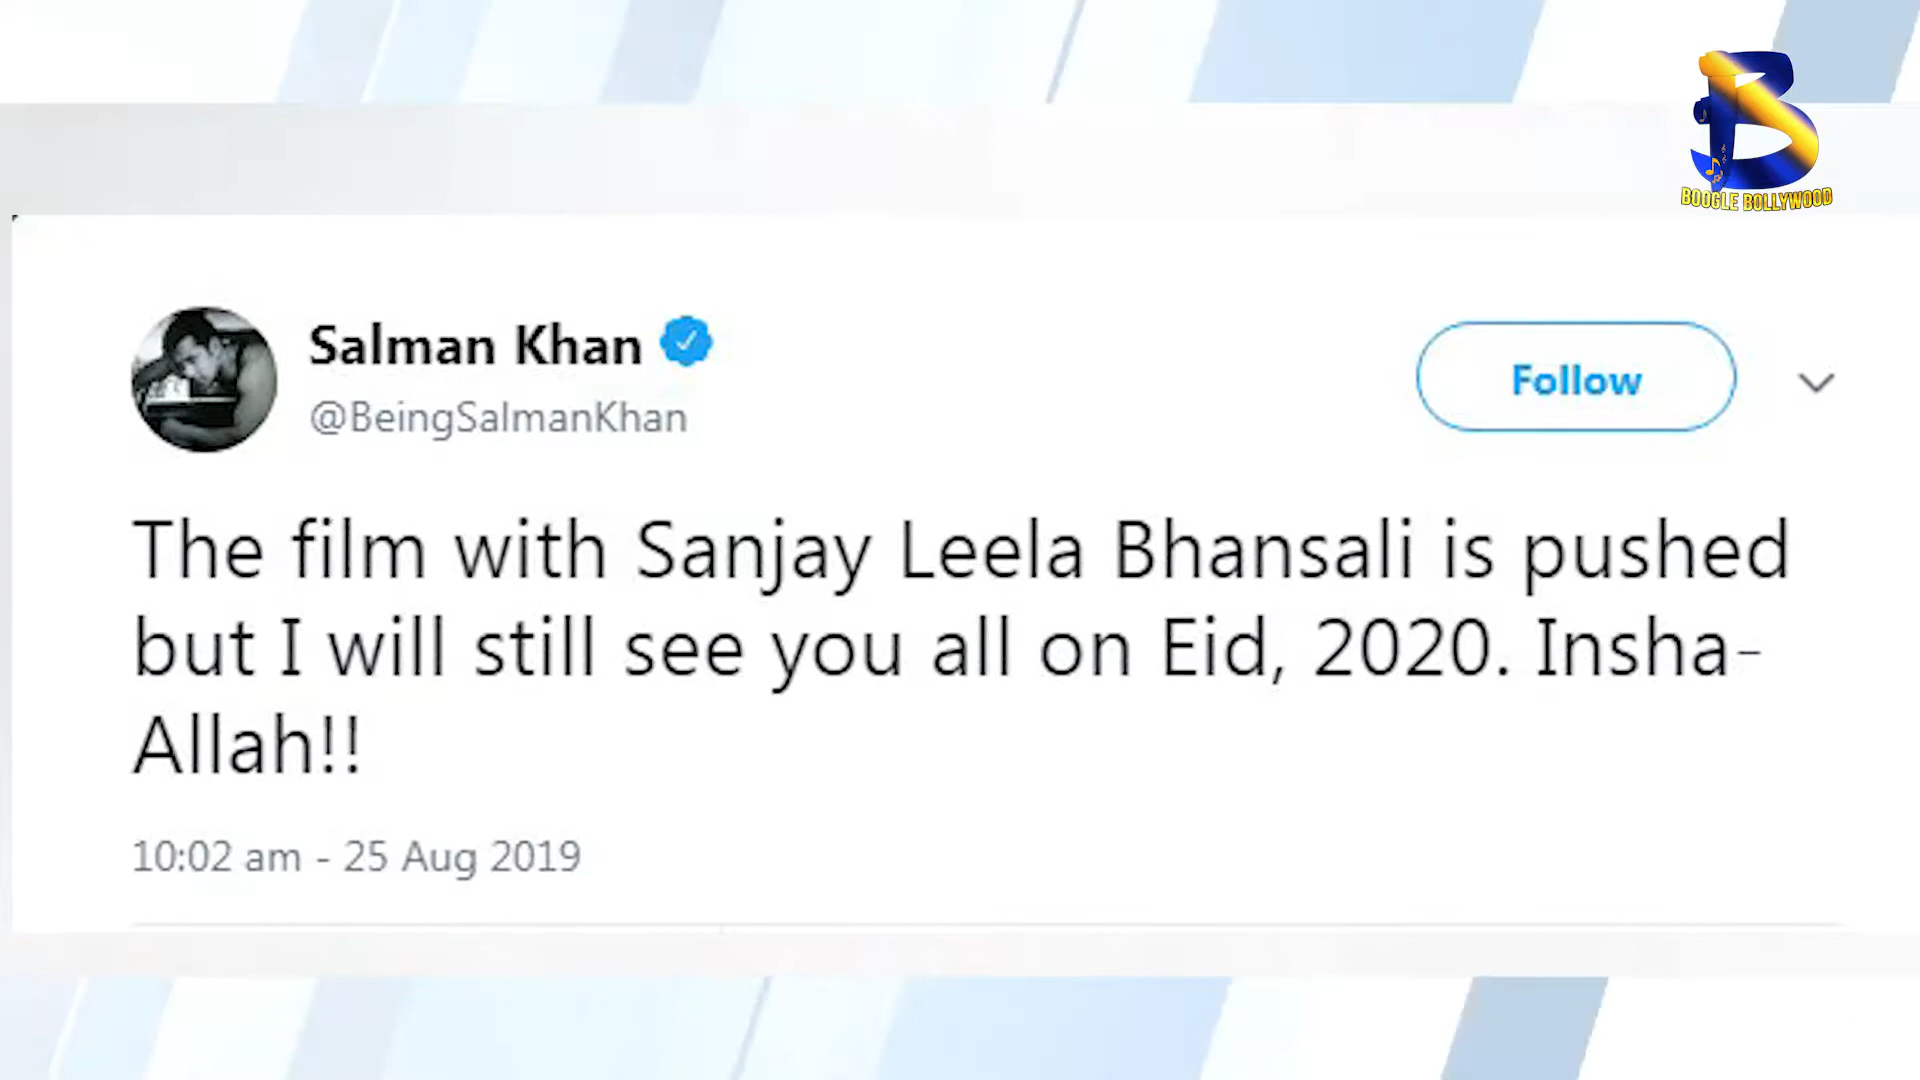 BOOGLE BOLLYWOOD
Salman Khan
@BeingSalmanKhan
Follow
The film with Sanjay Leela Bhansali is pushed
but I will still see you all on Eid, 2020. Insha-
Allah!!
10:02 am - 25 Aug 2019